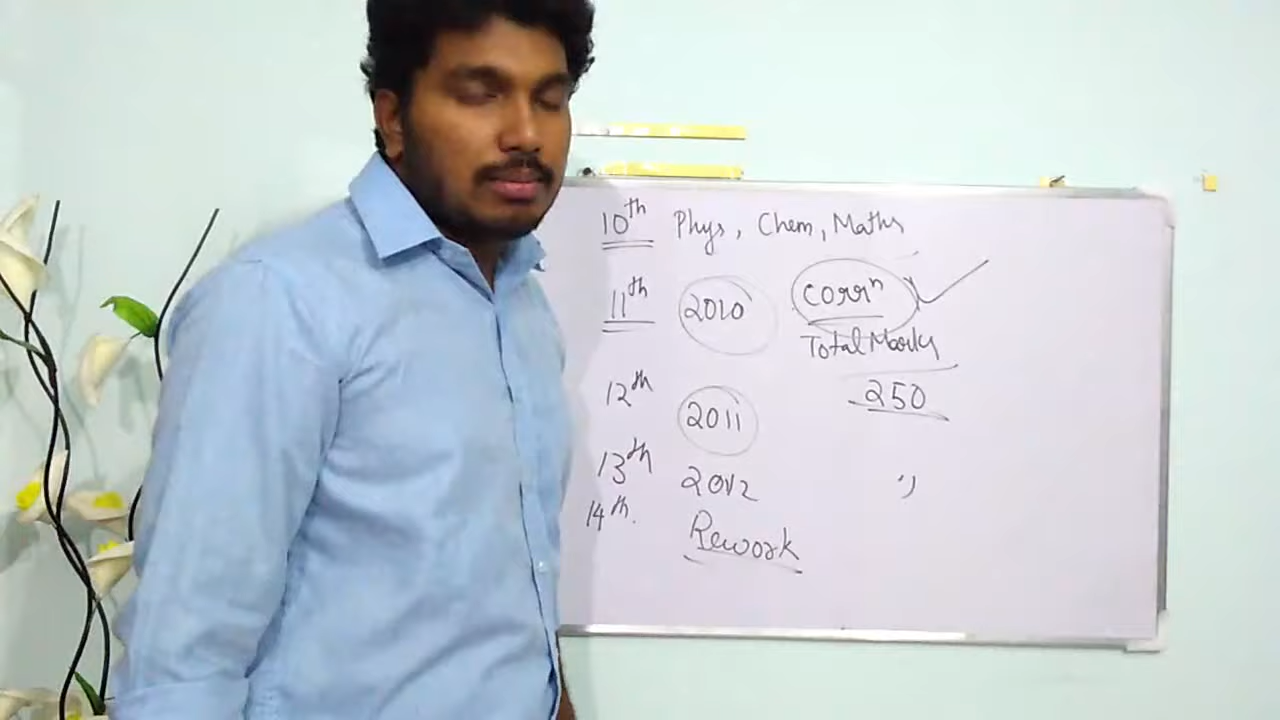 10th Phys, Chem, Maths
11th 2010 corrn
Total Marks
250
12th 2011
13th 2012 ''
14th.
Rework